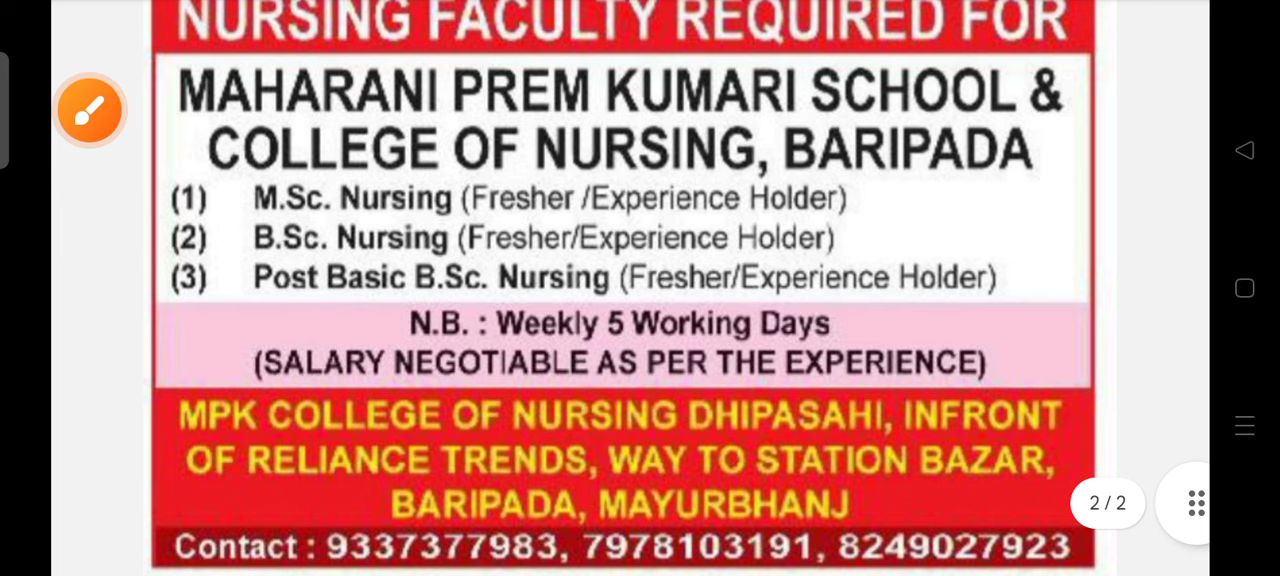 NURSING FACULTY REQUIRED FOR
MAHARANI PREM KUMARI SCHOOL &
COLLEGE OF NURSING, BARIPADA
(1) M.Sc. Nursing (Fresher /Experience Holder)
(2) B.Sc. Nursing (Fresher/Experience Holder)
(3) Post Basic B.Sc. Nursing (Fresher/Experience Holder)
N.B. : Weekly 5 Working Days
(SALARY NEGOTIABLE AS PER THE EXPERIENCE)
MPK COLLEGE OF NURSING DHIPASAHI, INFRONT
OF RELIANCE TRENDS, WAY TO STATION BAZAR,
BARIPADA, MAYURBHANJ
2 / 2
Contact : 9337377983, 7978103191, 8249027923